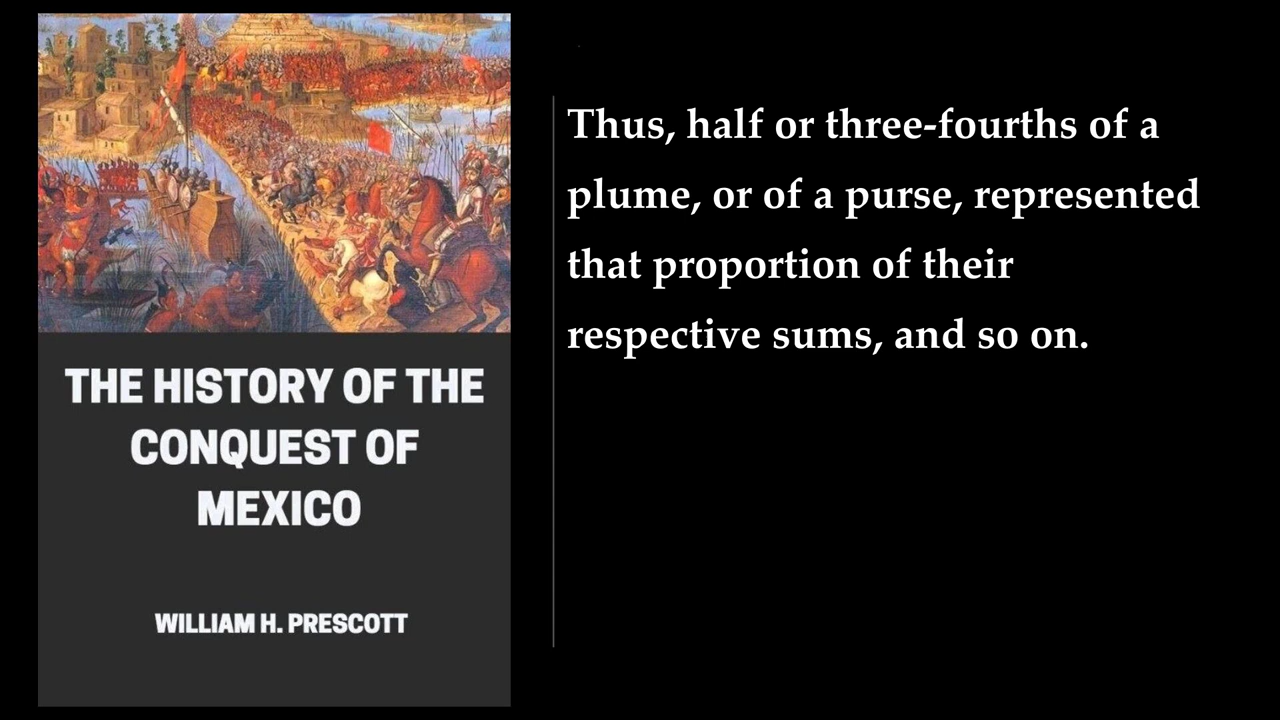 THE HISTORY OF THE
CONQUEST OF
MEXICO
WILLIAM H. PRESCOTT
Thus, half or three-fourths of a
plume, or of a purse, represented
that proportion of their
respective sums, and so on.